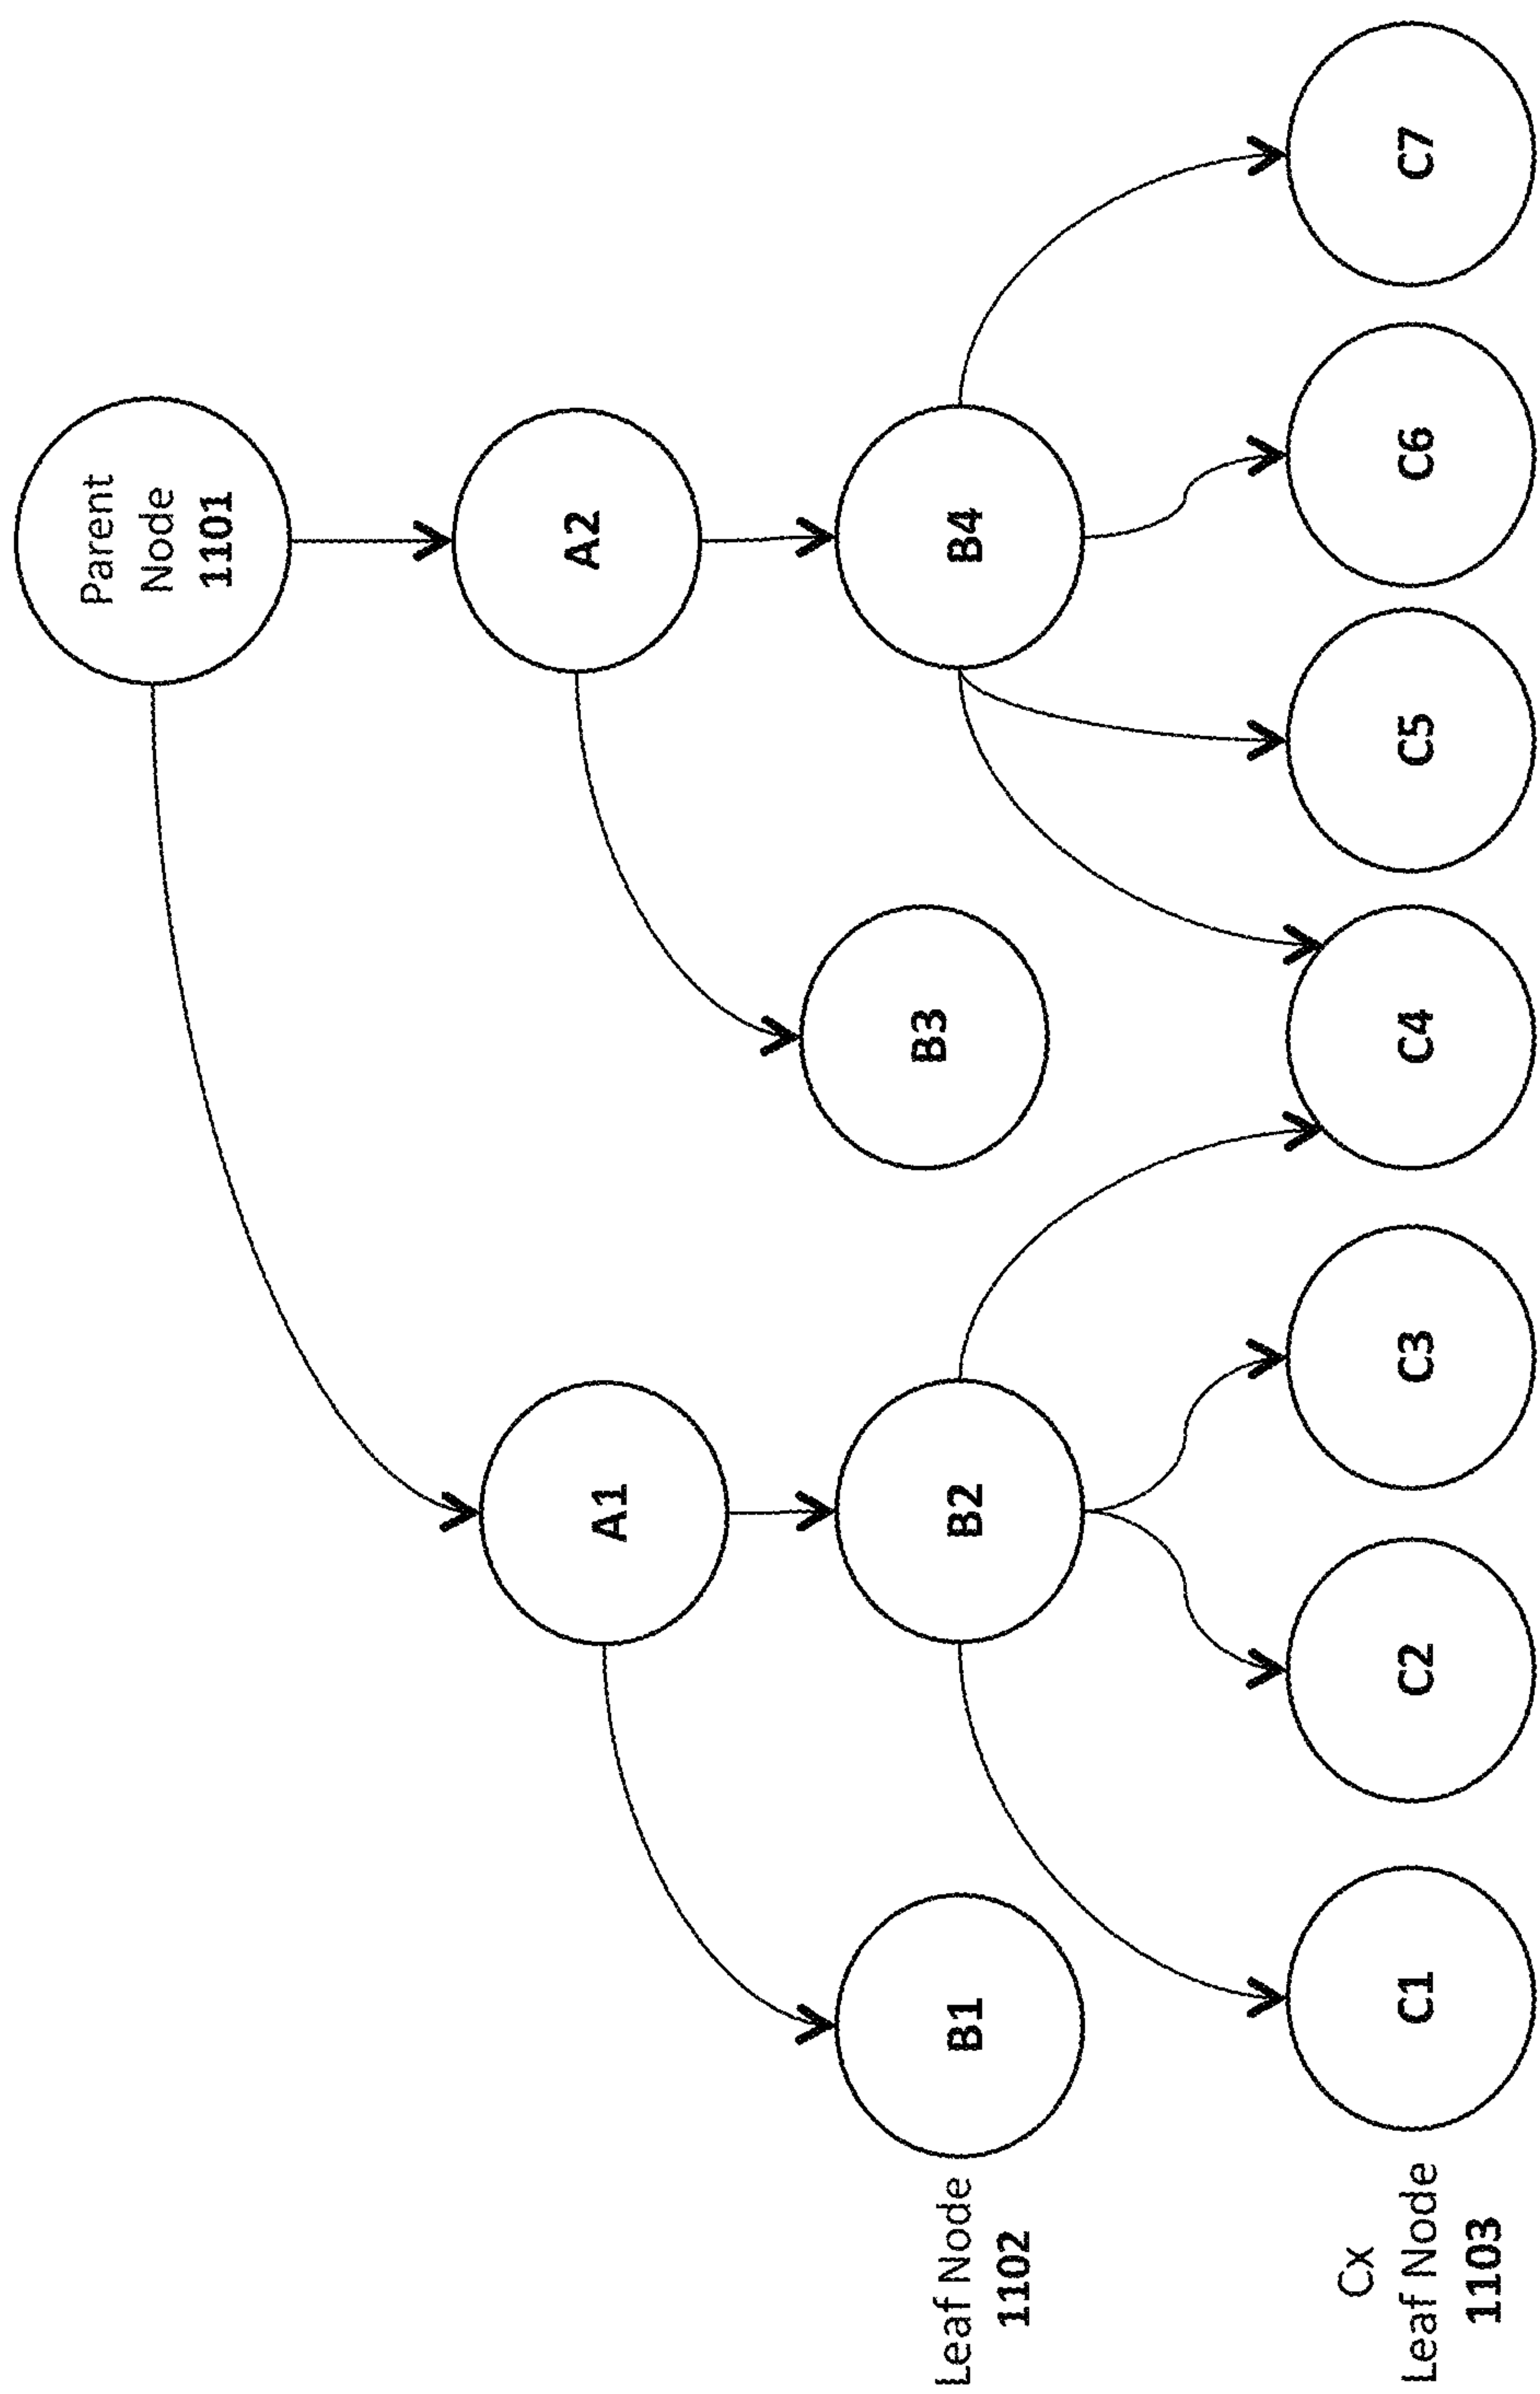 Parent
Node
1101
A1
A2
B1
B2
B3
B4
Leaf Node
1102
C1
C2
C3
C4
C5
C6
C7
Cx
Leaf Node
1103